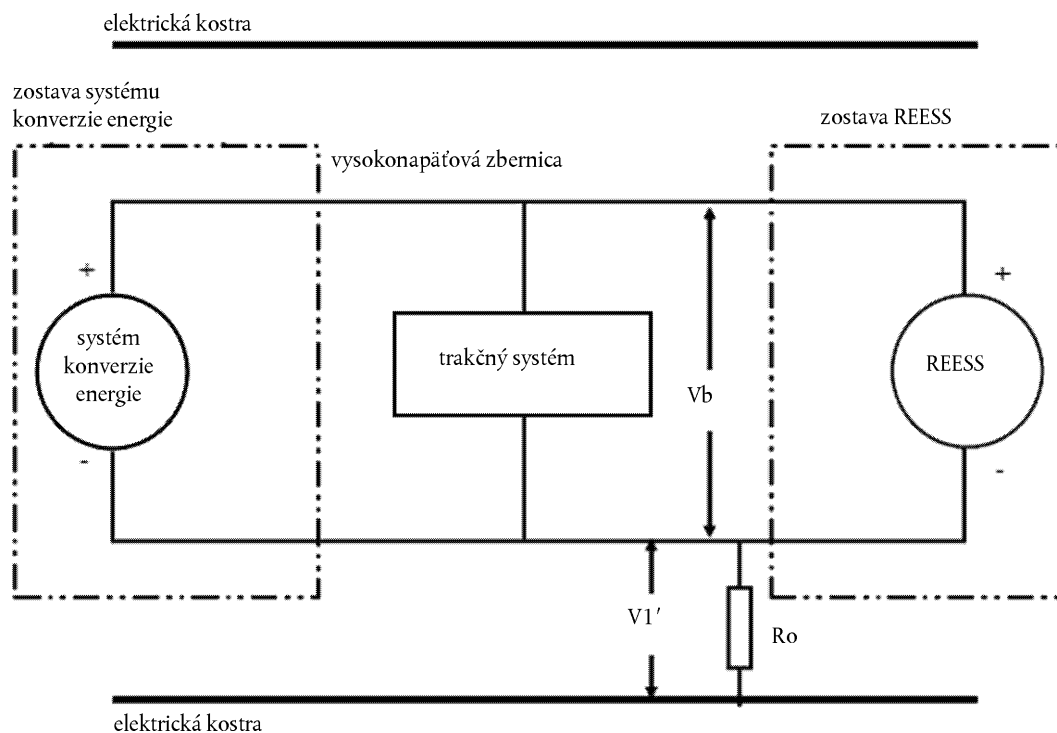 elektrická kostra
zostava systému
konverzie energie
zostava REESS
vysokonapäťová zbernica
+
+
systém
konverzie
energie
trakčný systém
REESS
Vb
-
-
V1′
Ro
elektrická kostra